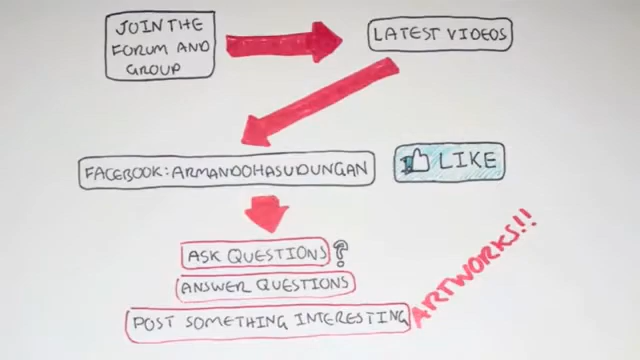 JOIN THE
FORUM AND
GROUP
LATEST VIDEOS
FACEBOOK: ARMANDOHASUDUNGAN
LIKE
ASK QUESTIONS?
ANSWER QUESTIONS
POST SOMETHING INTERESTING
ARTWORKS!!